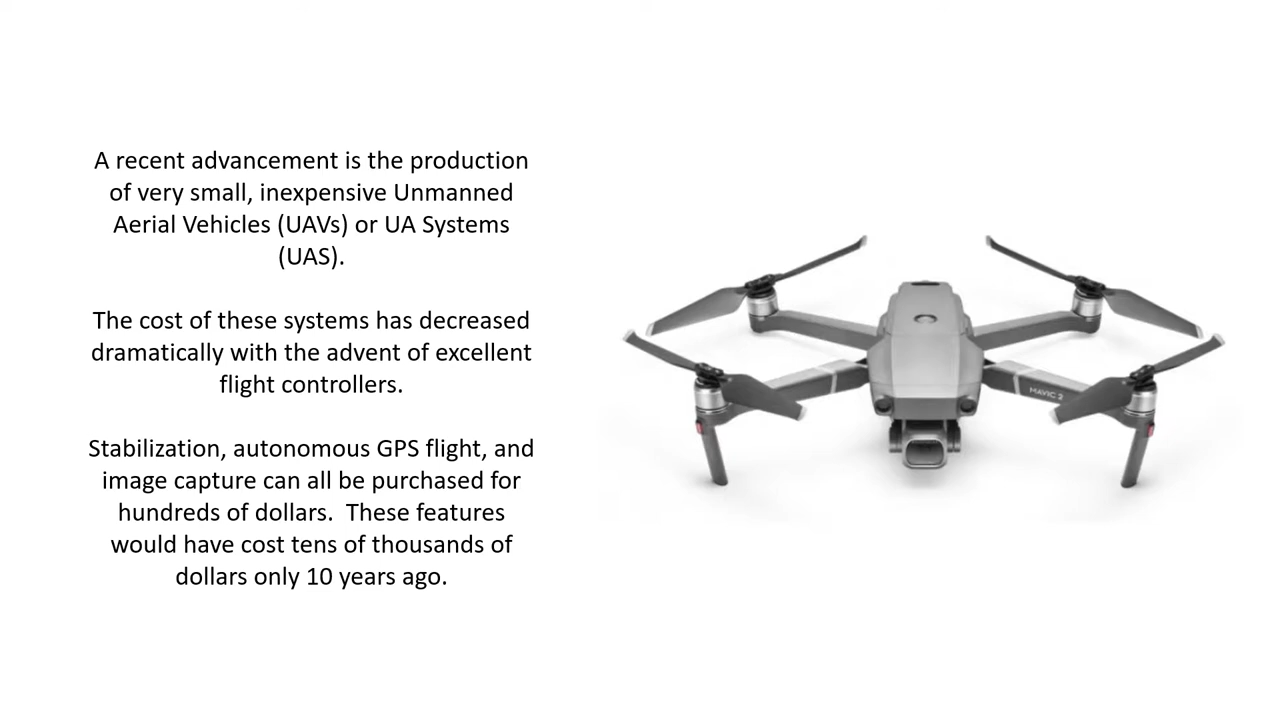 A recent advancement is the production
of very small, inexpensive Unmanned
Aerial Vehicles (UAVs) or UA Systems
(UAS).
The cost of these systems has decreased
dramatically with the advent of excellent
flight controllers.
Stabilization, autonomous GPS flight, and
image capture can all be purchased for
hundreds of dollars.  These features
would have cost tens of thousands of
dollars only 10 years ago.
MAVIC 2